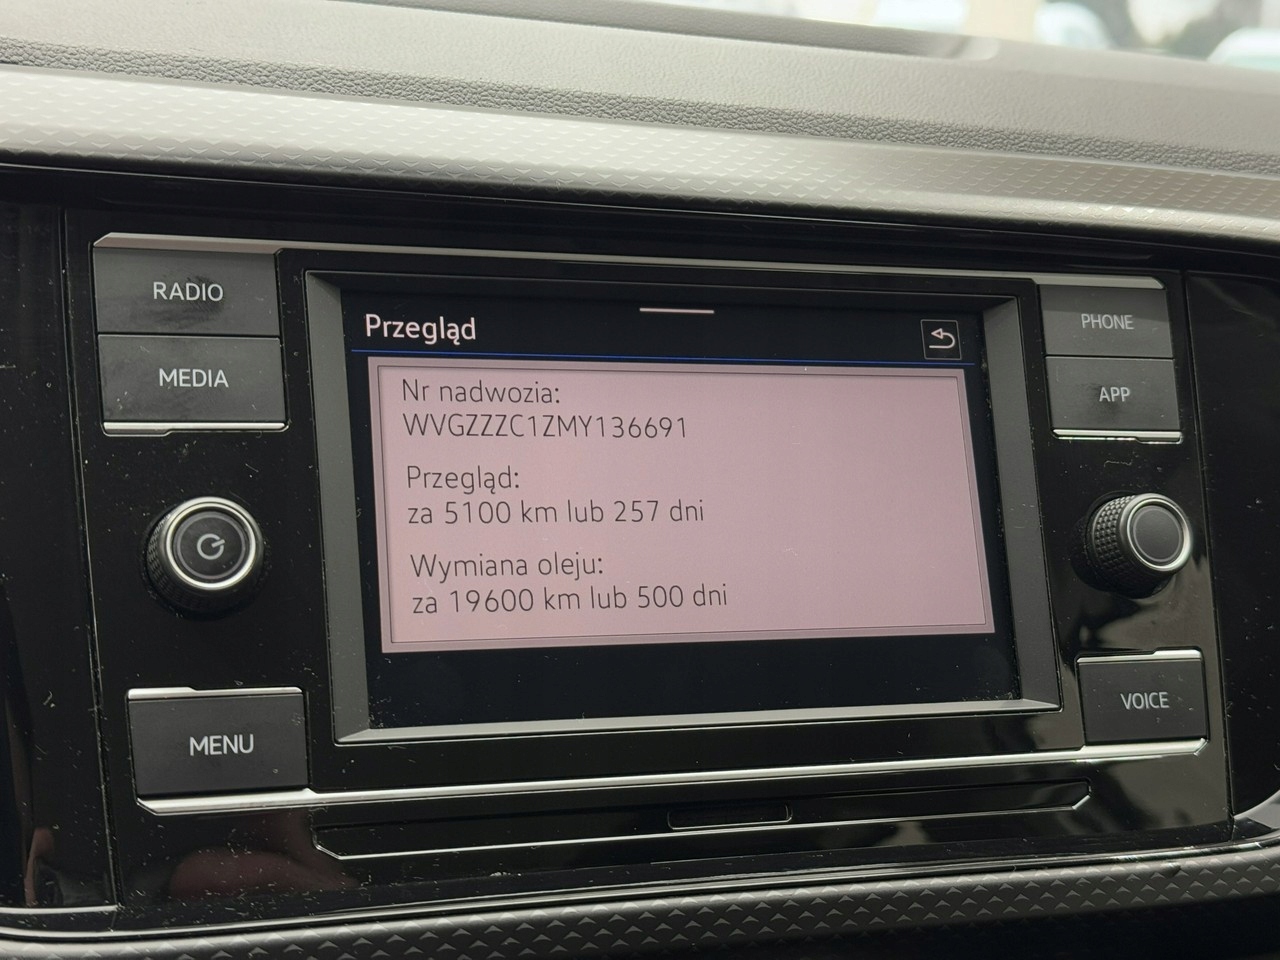 RADIO
MEDIA
MENU
Przegląd
Nr nadwozia:
WVGZZZC1ZMY136691
Przegląd:
za 5100 km lub 257 dni
Wymiana oleju:
za 19600 km lub 500 dni
PHONE
APP
VOICE